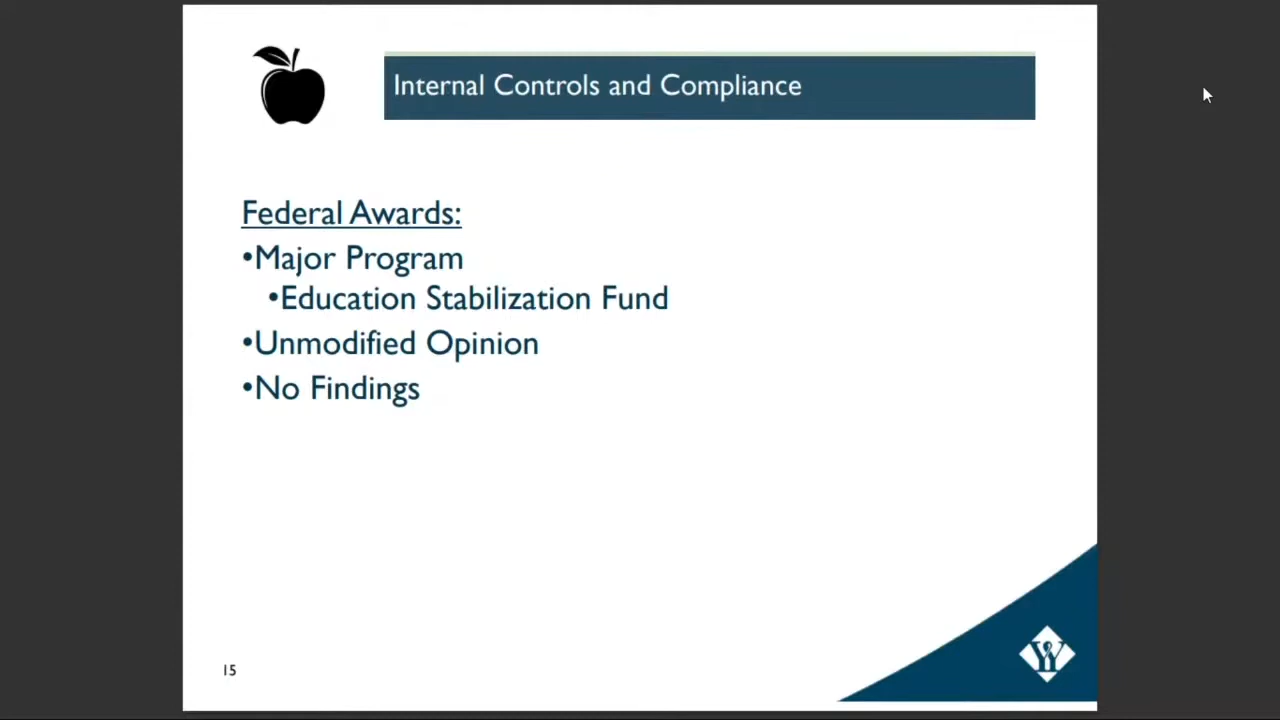 Internal Controls and Compliance
Federal Awards:
•Major Program
•Education Stabilization Fund
•Unmodified Opinion
•No Findings
15